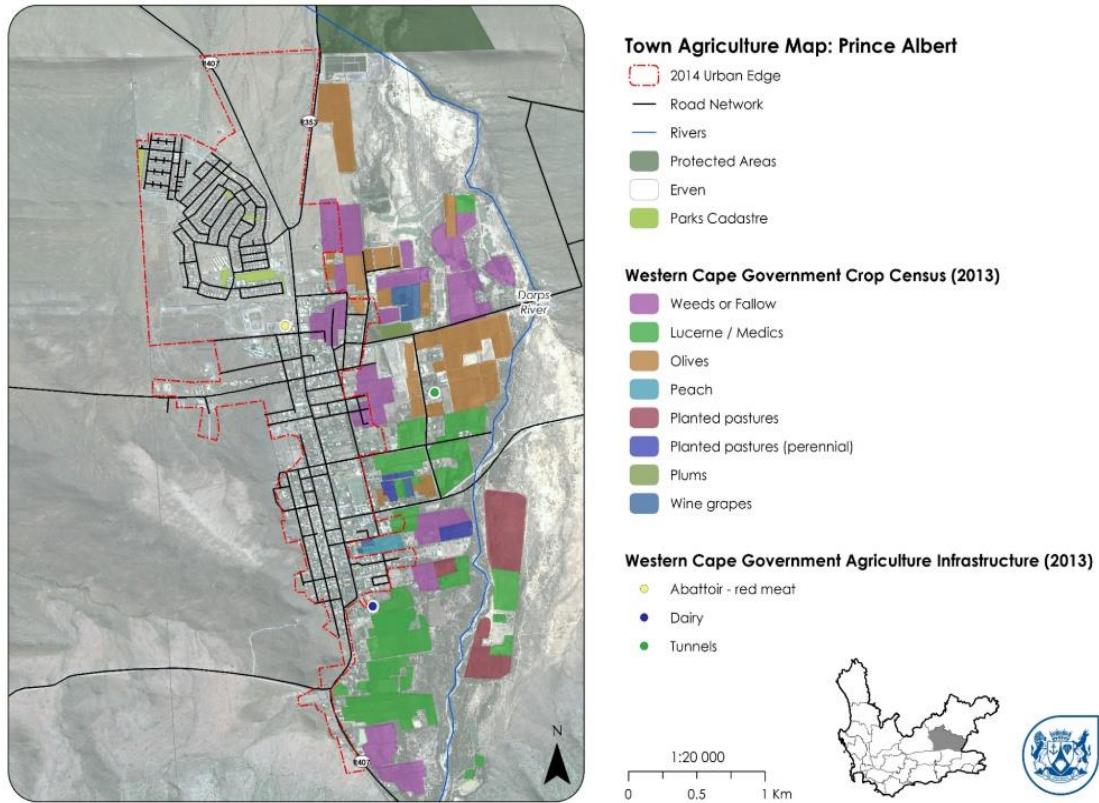 R407
R353
Dorps
River
R407
N
Town Agriculture Map: Prince Albert
2014 Urban Edge
Road Network
Rivers
Protected Areas
Erven
Parks Cadastre
Western Cape Government Crop Census (2013)
Weeds or Fallow
Lucerne / Medics
Olives
Peach
Planted pastures
Planted pastures (perennial)
Plums
Wine grapes
Western Cape Government Agriculture Infrastructure (2013)
Abattoir - red meat
Dairy
Tunnels
1:20 000
0 0,5 1 Km